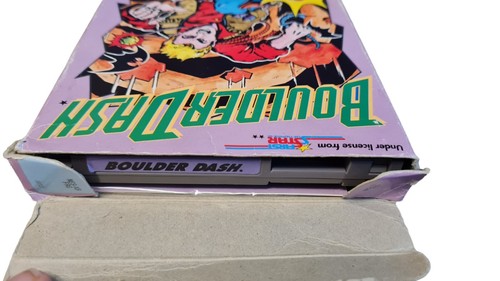 BOULDER DASH
Under license from
FIRST
STAR
BOULDER DASH.